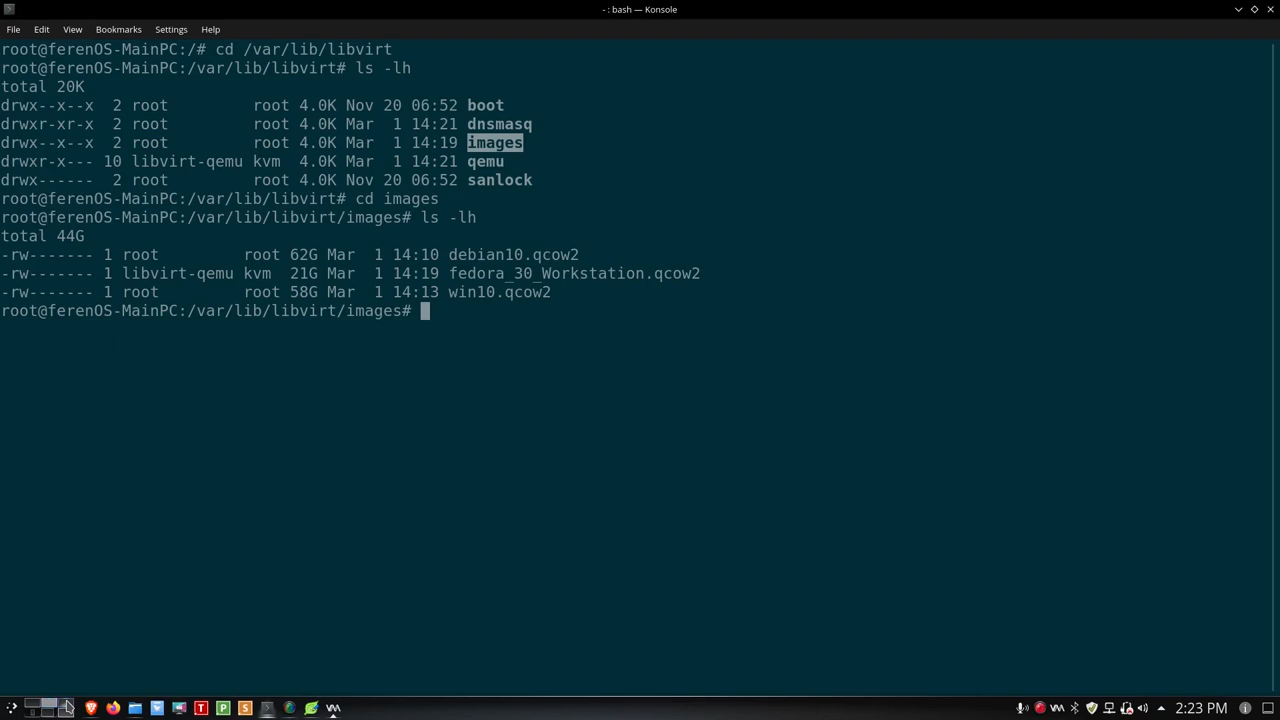 - : bash — Konsole
File Edit View Bookmarks Settings Help
root@ferenOS-MainPC:/# cd /var/lib/libvirt
root@ferenOS-MainPC:/var/lib/libvirt# ls -lh
total 20K
drwx--x--x  2 root         root 4.0K Nov 20 06:52 boot
drwxr-xr-x  2 root         root 4.0K Mar  1 14:21 dnsmasq
drwx--x--x  2 root         root 4.0K Mar  1 14:19 images
drwxr-x--- 10 libvirt-qemu kvm  4.0K Mar  1 14:21 qemu
drwx------  2 root         root 4.0K Nov 20 06:52 sanlock
root@ferenOS-MainPC:/var/lib/libvirt# cd images
root@ferenOS-MainPC:/var/lib/libvirt/images# ls -lh
total 44G
-rw------- 1 root         root 62G Mar  1 14:10 debian10.qcow2
-rw------- 1 libvirt-qemu kvm  21G Mar  1 14:19 fedora_30_Workstation.qcow2
-rw------- 1 root         root 58G Mar  1 14:13 win10.qcow2
root@ferenOS-MainPC:/var/lib/libvirt/images#
T P S 2:23 PM